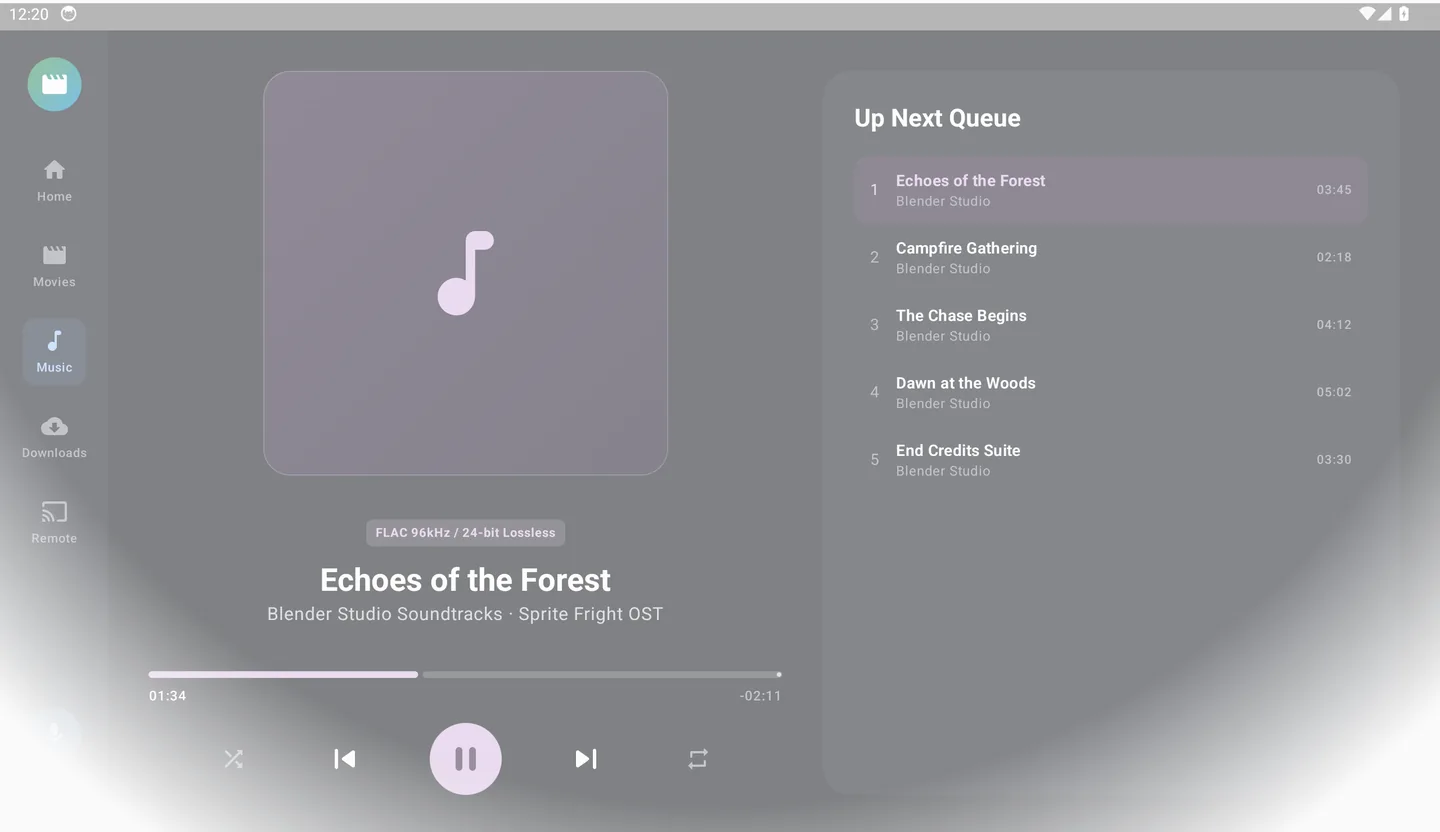 12:20
Home
Movies
Music
Downloads
Remote
FLAC 96kHz / 24-bit Lossless
Echoes of the Forest
Blender Studio Soundtracks · Sprite Fright OST
01:34
-02:11
Up Next Queue
1
Echoes of the Forest
Blender Studio
03:45
2
Campfire Gathering
Blender Studio
02:18
3
The Chase Begins
Blender Studio
04:12
4
Dawn at the Woods
Blender Studio
05:02
5
End Credits Suite
Blender Studio
03:30